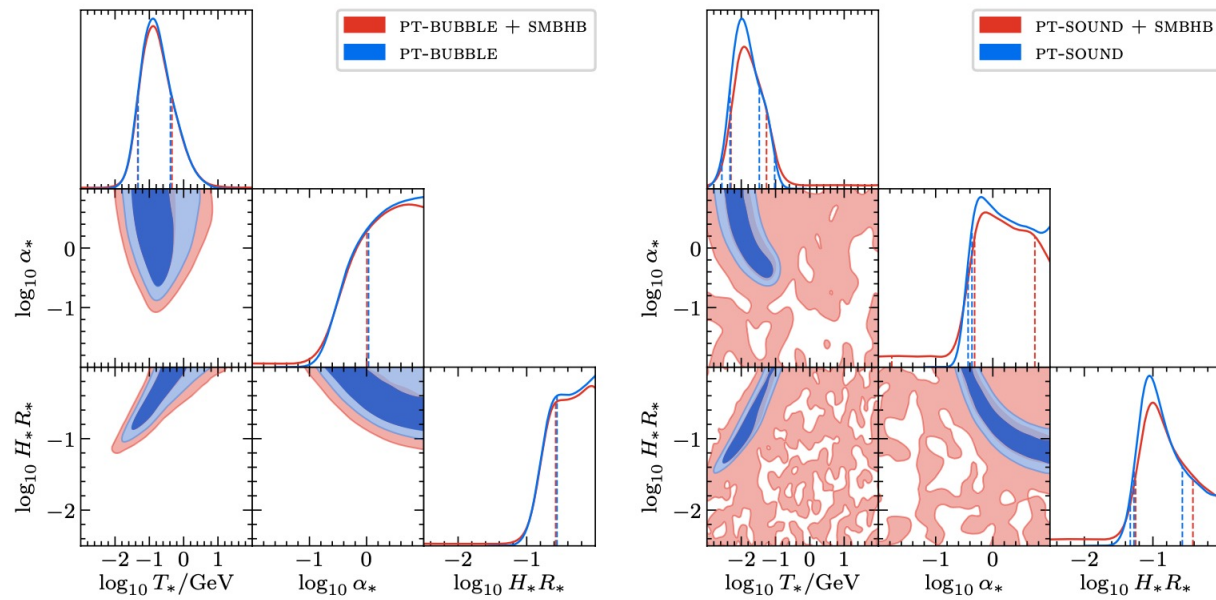 PT-BUBBLE + SMBHB
PT-BUBBLE
log₁₀ α*
0
−1
log₁₀ H*R*
−1
−2
−2 −1 0 1
−1 0
−1
log₁₀ T*/GeV
log₁₀ α*
log₁₀ H*R*
PT-SOUND + SMBHB
PT-SOUND
log₁₀ α*
0
−1
log₁₀ H*R*
−1
−2
−2 −1 0 1
−1 0
−2 −1
log₁₀ T*/GeV
log₁₀ α*
log₁₀ H*R*